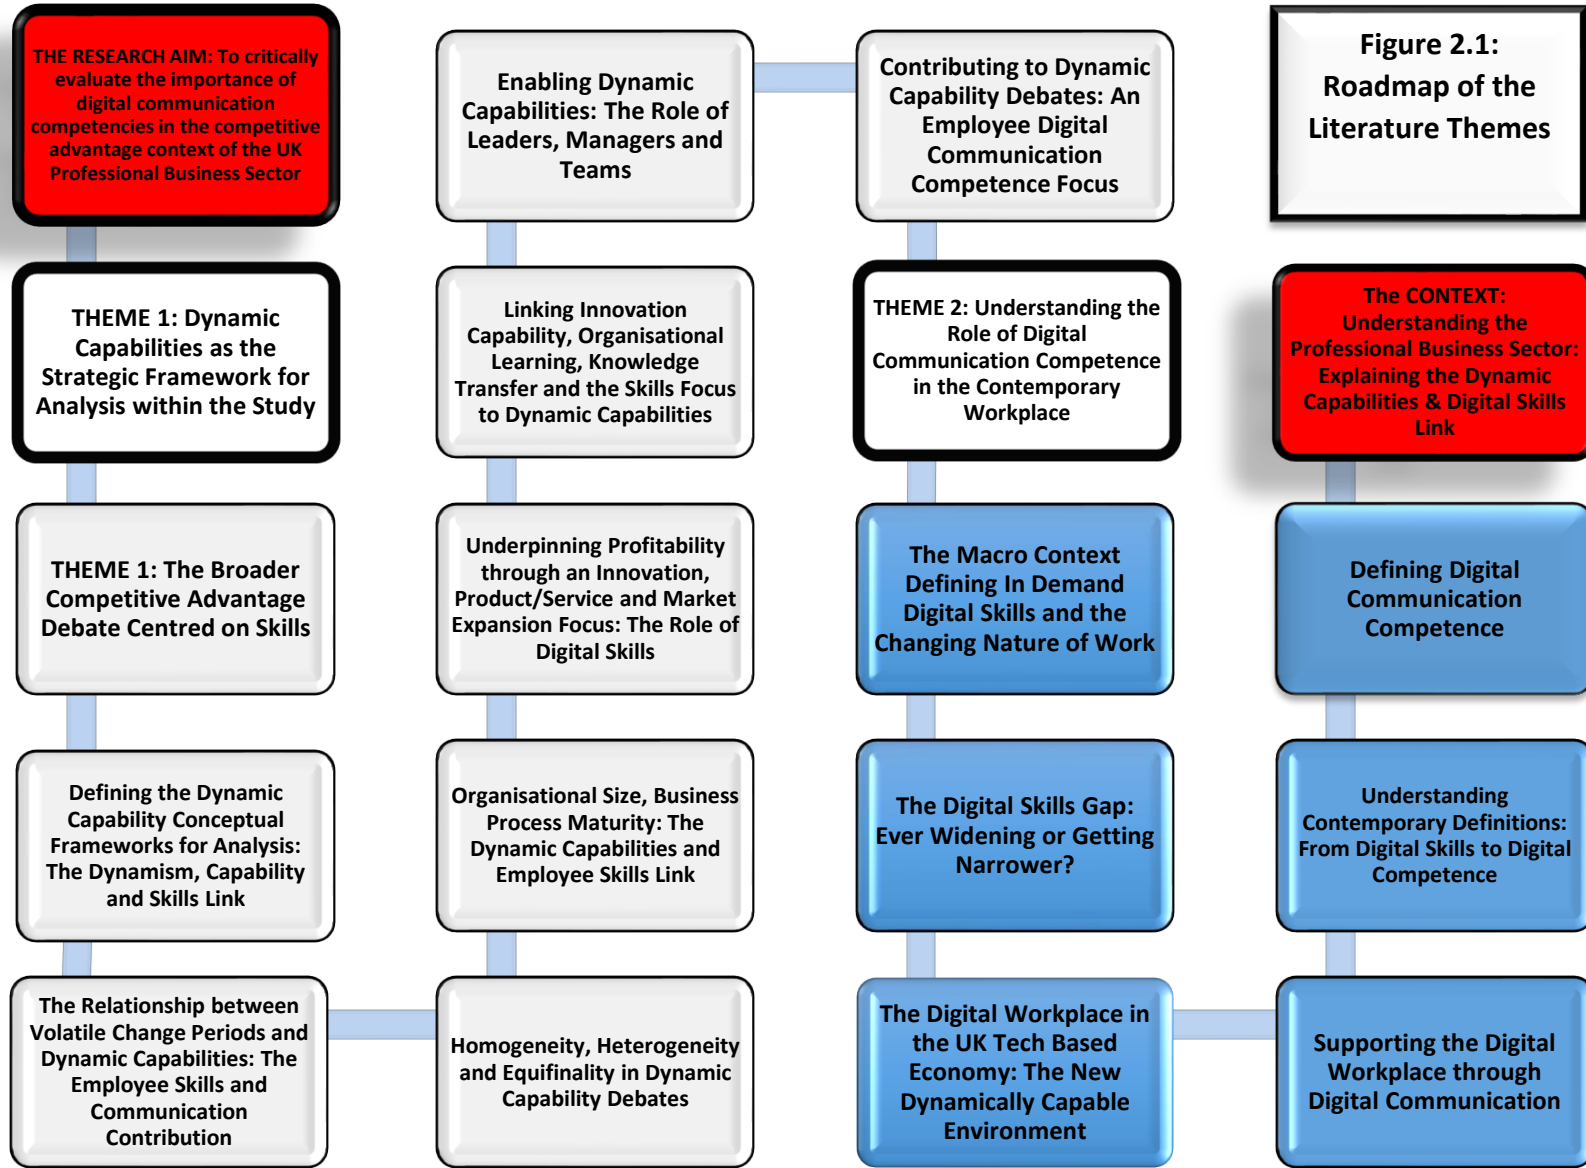 THE RESEARCH AIM: To critically
evaluate the importance of
digital communication
competencies in the competitive
advantage context of the UK
Professional Business Sector
THEME 1: Dynamic
Capabilities as the
Strategic Framework for
Analysis within the Study
THEME 1: The Broader
Competitive Advantage
Debate Centred on Skills
Defining the Dynamic
Capability Conceptual
Frameworks for Analysis:
The Dynamism, Capability
and Skills Link
The Relationship between
Volatile Change Periods and
Dynamic Capabilities: The
Employee Skills and
Communication
Contribution
Homogeneity, Heterogeneity
and Equifinality in Dynamic
Capability Debates
Organisational Size, Business
Process Maturity: The
Dynamic Capabilities and
Employee Skills Link
Underpinning Profitability
through an Innovation,
Product/Service and Market
Expansion Focus: The Role of
Digital Skills
Linking Innovation
Capability, Organisational
Learning, Knowledge
Transfer and the Skills Focus
to Dynamic Capabilities
Enabling Dynamic
Capabilities: The Role of
Leaders, Managers and
Teams
Contributing to Dynamic
Capability Debates: An
Employee Digital
Communication
Competence Focus
THEME 2: Understanding the
Role of Digital
Communication Competence
in the Contemporary
Workplace
The Macro Context
Defining In Demand
Digital Skills and the
Changing Nature of Work
The Digital Skills Gap:
Ever Widening or Getting
Narrower?
The Digital Workplace in
the UK Tech Based
Economy: The New
Dynamically Capable
Environment
Supporting the Digital
Workplace through
Digital Communication
Understanding
Contemporary Definitions:
From Digital Skills to Digital
Competence
Defining Digital
Communication
Competence
The CONTEXT:
Understanding the
Professional Business Sector:
Explaining the Dynamic
Capabilities & Digital Skills
Link
Figure 2.1:
Roadmap of the
Literature Themes